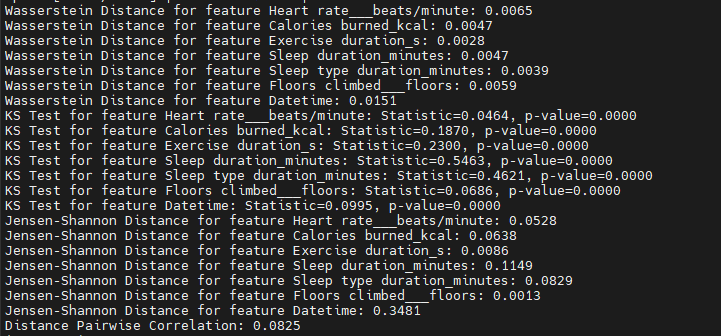 Wasserstein Distance for feature Heart rate___beats/minute: 0.0065
Wasserstein Distance for feature Calories burned_kcal: 0.0047
Wasserstein Distance for feature Exercise duration_s: 0.0028
Wasserstein Distance for feature Sleep duration_minutes: 0.0047
Wasserstein Distance for feature Sleep type duration_minutes: 0.0039
Wasserstein Distance for feature Floors climbed___floors: 0.0059
Wasserstein Distance for feature Datetime: 0.0151
KS Test for feature Heart rate___beats/minute: Statistic=0.0464, p-value=0.0000
KS Test for feature Calories burned_kcal: Statistic=0.1870, p-value=0.0000
KS Test for feature Exercise duration_s: Statistic=0.2300, p-value=0.0000
KS Test for feature Sleep duration_minutes: Statistic=0.5463, p-value=0.0000
KS Test for feature Sleep type duration_minutes: Statistic=0.4621, p-value=0.0000
KS Test for feature Floors climbed___floors: Statistic=0.0686, p-value=0.0000
KS Test for feature Datetime: Statistic=0.0995, p-value=0.0000
Jensen-Shannon Distance for feature Heart rate___beats/minute: 0.0528
Jensen-Shannon Distance for feature Calories burned_kcal: 0.0638
Jensen-Shannon Distance for feature Exercise duration_s: 0.0086
Jensen-Shannon Distance for feature Sleep duration_minutes: 0.1149
Jensen-Shannon Distance for feature Sleep type duration_minutes: 0.0829
Jensen-Shannon Distance for feature Floors climbed___floors: 0.0013
Jensen-Shannon Distance for feature Datetime: 0.3481
Distance Pairwise Correlation: 0.0825